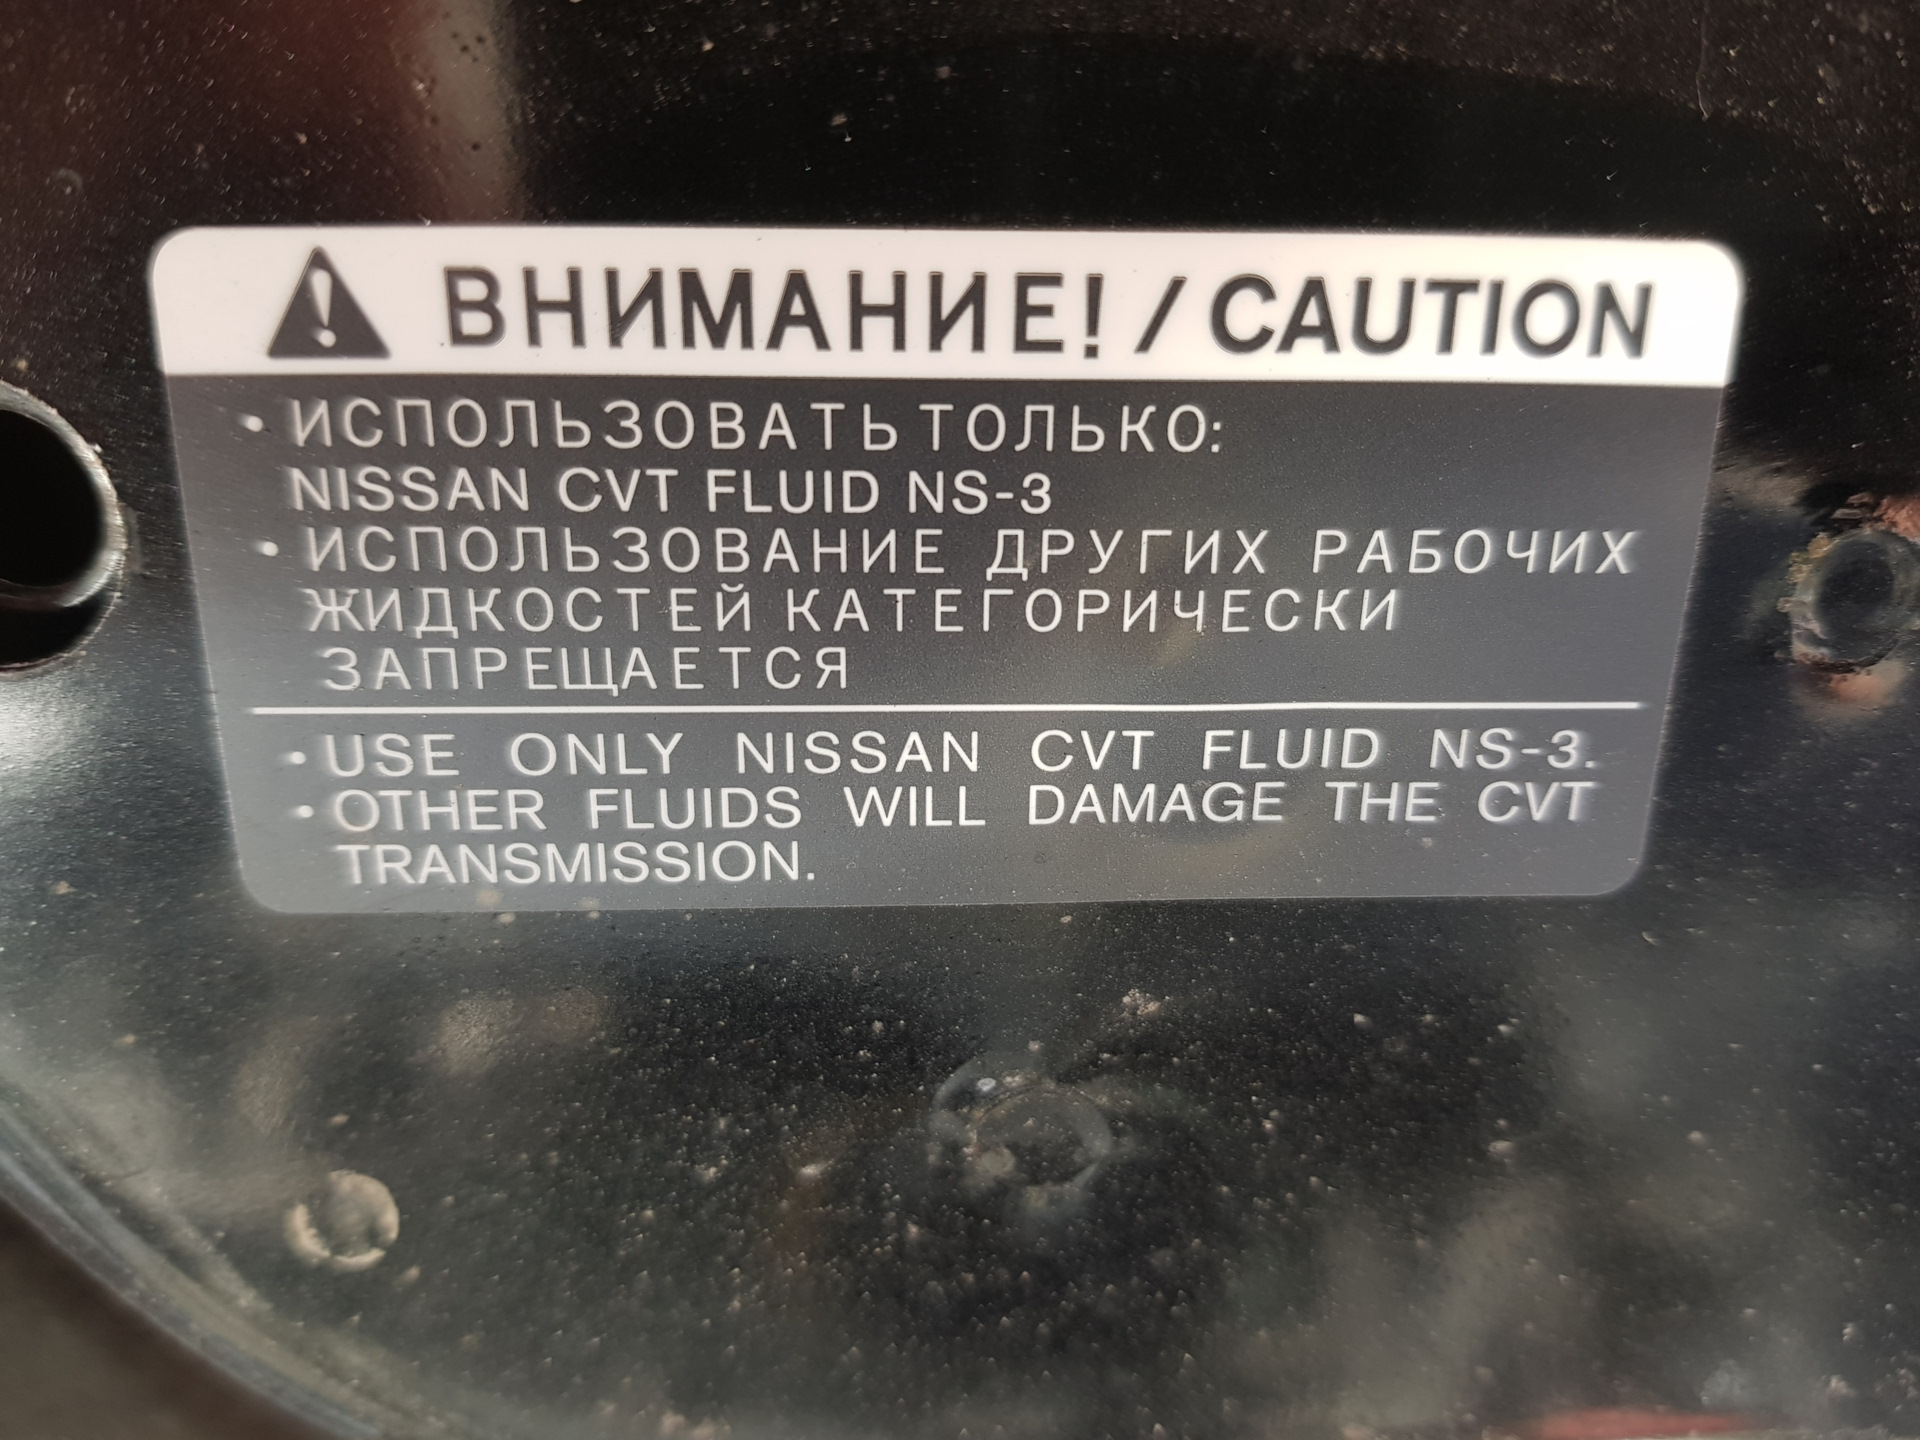 ВНИМАНИЕ! / CAUTION
• ИСПОЛЬЗОВАТЬ ТОЛЬКО:
NISSAN CVT FLUID NS-3
• ИСПОЛЬЗОВАНИЕ ДРУГИХ РАБОЧИХ
ЖИДКОСТЕЙ КАТЕГОРИЧЕСКИ
ЗАПРЕЩАЕТСЯ
• USE ONLY NISSAN CVT FLUID NS-3.
• OTHER FLUIDS WILL DAMAGE THE CVT
TRANSMISSION.